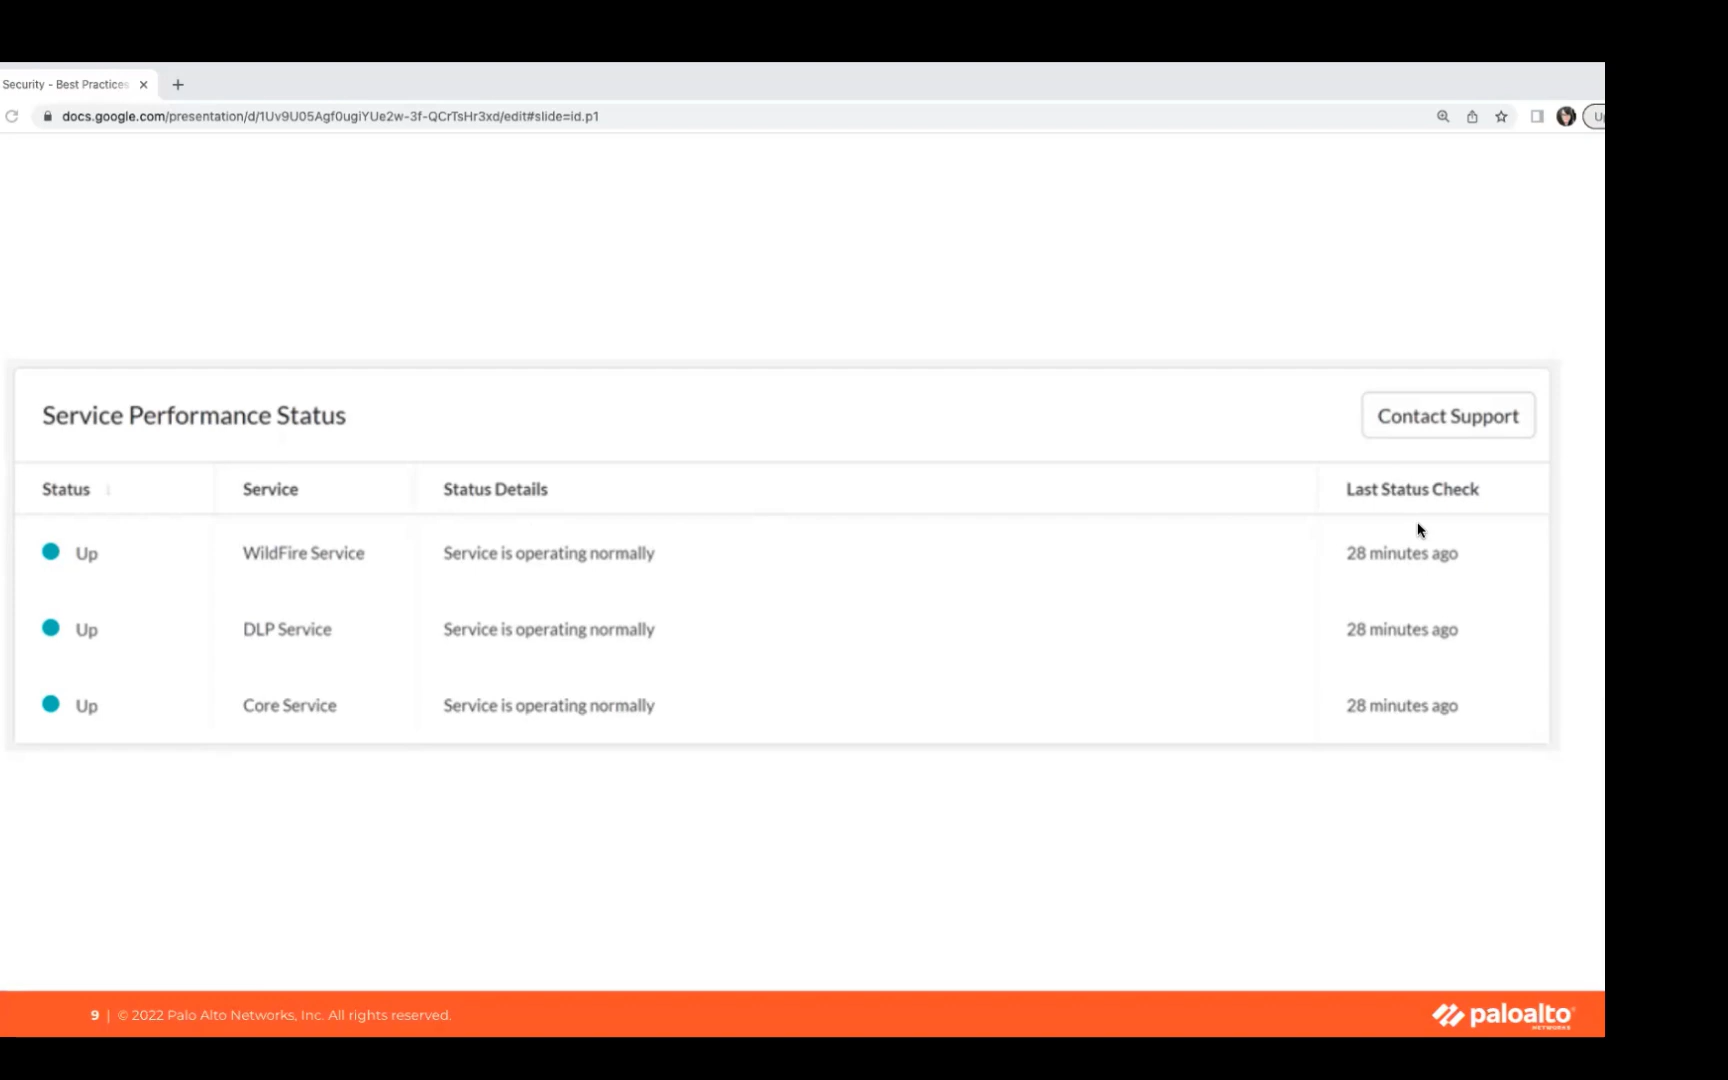 Security - Best Practices
docs.google.com/presentation/d/1Uv9U05Agf0ugiYUe2w-3f-QCrTsHr3xd/edit#slide=id.p1
Service Performance Status
Contact Support
Status Service Status Details Last Status Check
Up WildFire Service Service is operating normally 28 minutes ago
Up DLP Service Service is operating normally 28 minutes ago
Up Core Service Service is operating normally 28 minutes ago
9 | © 2022 Palo Alto Networks, Inc. All rights reserved.
paloalto
NETWORKS